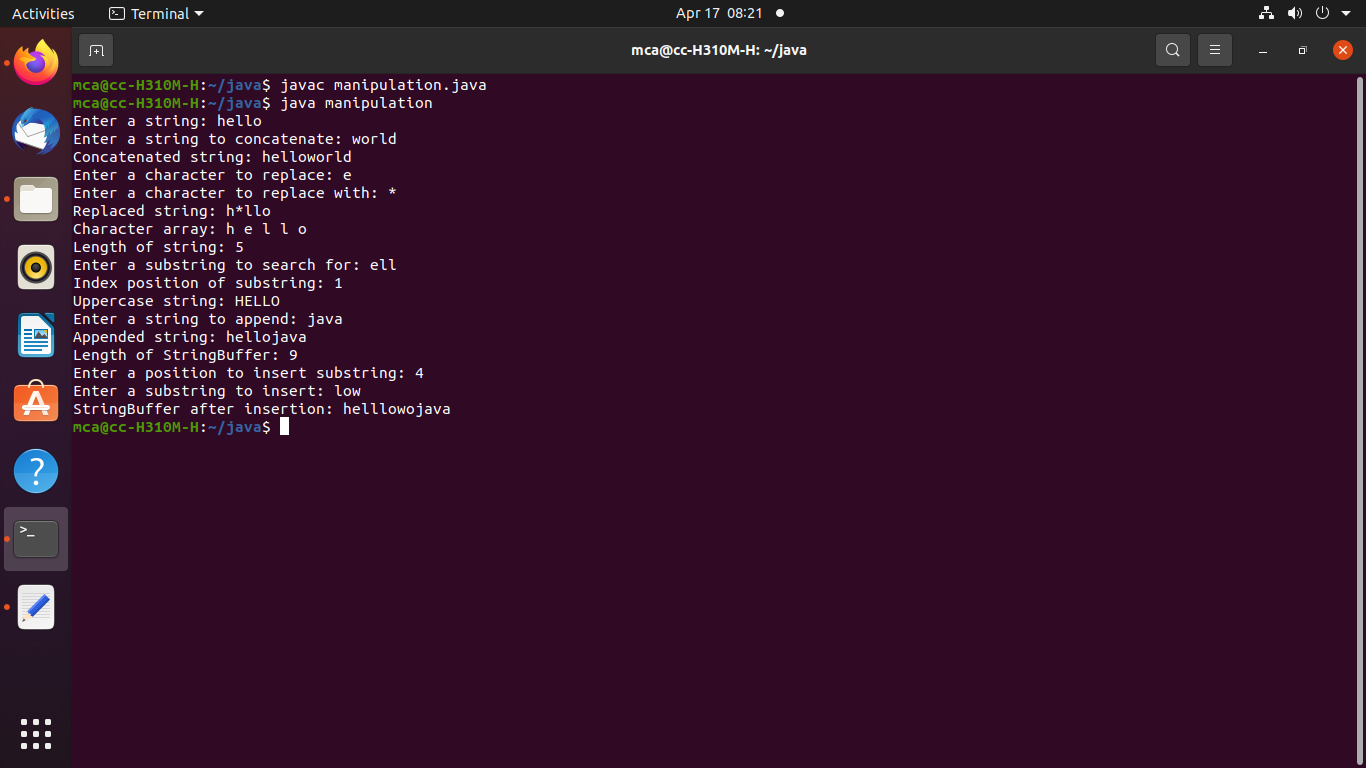 Activities
Terminal
Apr 17 08:21
mca@cc-H310M-H: ~/java
mca@cc-H310M-H:~/java$ javac manipulation.java
mca@cc-H310M-H:~/java$ java manipulation
Enter a string: hello
Enter a string to concatenate: world
Concatenated string: helloworld
Enter a character to replace: e
Enter a character to replace with: *
Replaced string: h*llo
Character array: h e l l o
Length of string: 5
Enter a substring to search for: ell
Index position of substring: 1
Uppercase string: HELLO
Enter a string to append: java
Appended string: hellojava
Length of StringBuffer: 9
Enter a position to insert substring: 4
Enter a substring to insert: low
StringBuffer after insertion: helllowojava
mca@cc-H310M-H:~/java$